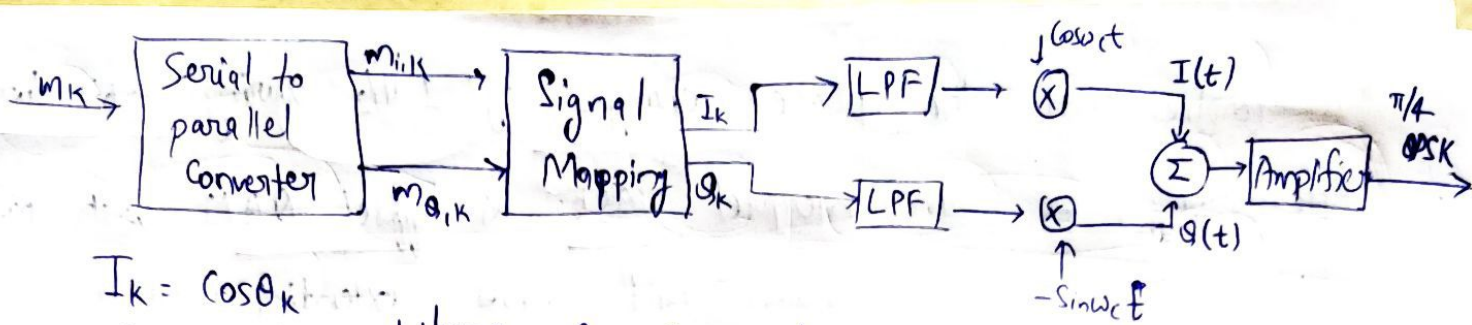 mk
Serial to
parallel
Converter
mi,k
mQ,k
Signal
Mapping
Ik
Qk
LPF
LPF
Cosωct
X
X
-Sinωct
I(t)
Q(t)
Σ
Amplifier
π/4
QPSK
Ik = Cosθk